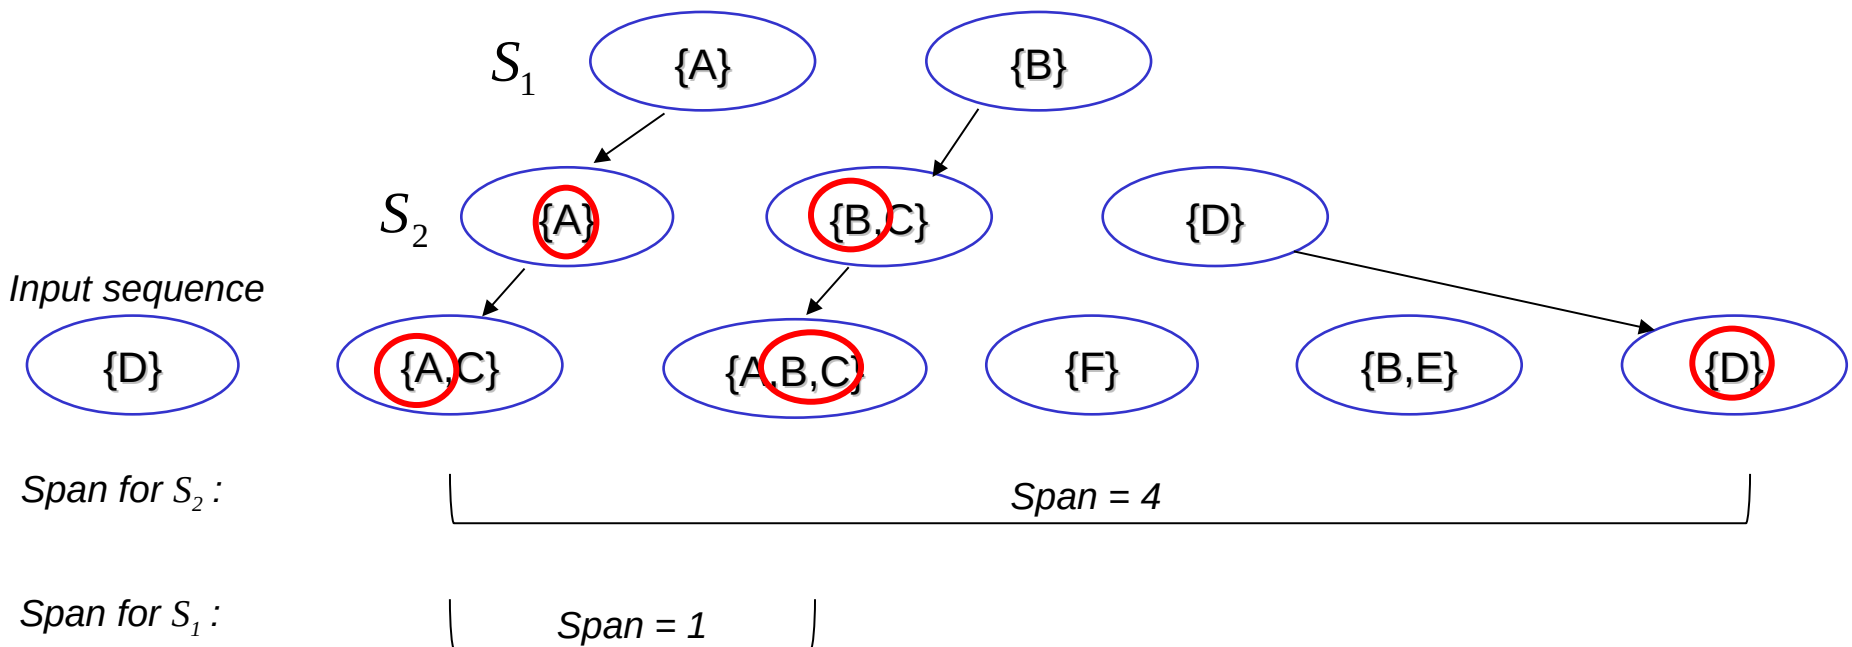 S1 {A} {B}
S2 {A} {B,C} {D}
Input sequence
{D} {A,C} {A,B,C} {F} {B,E} {D}
Span for S2 : Span = 4
Span for S1 : Span = 1